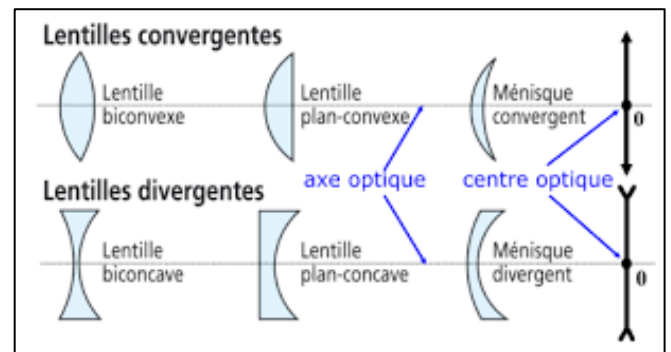 Lentilles convergentes
Lentille
biconvexe
Lentille
plan-convexe
Ménisque
convergent
0
axe optique
centre optique
Lentilles divergentes
Lentille
biconcave
Lentille
plan-concave
Ménisque
divergent
0